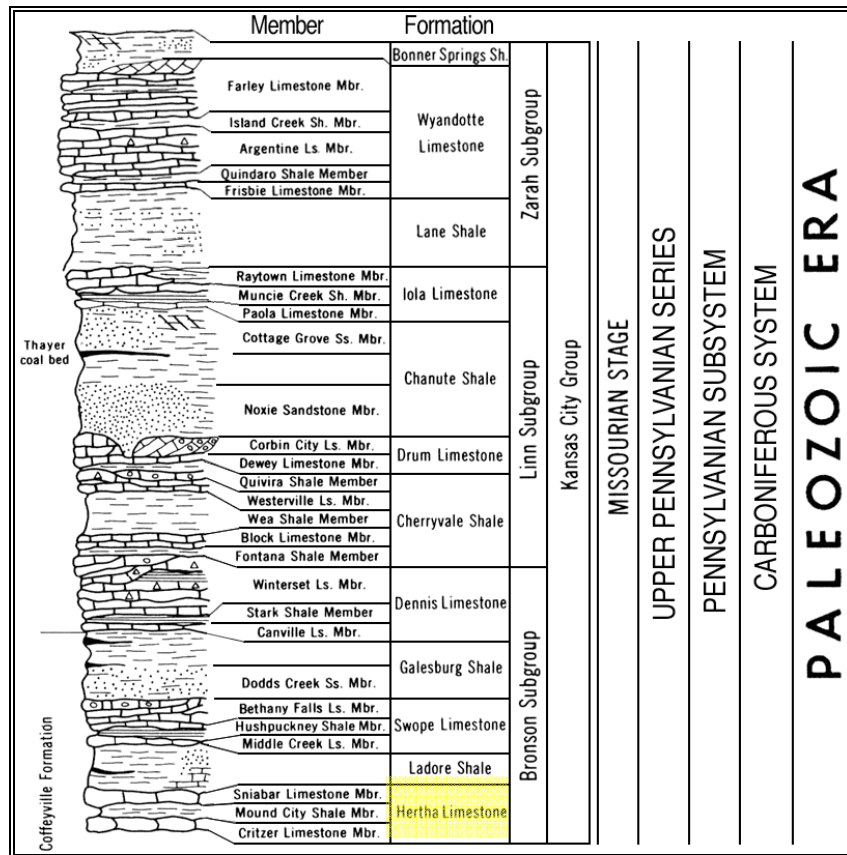 Member
Formation
Bonner Springs Sh.
Farley Limestone Mbr.
Island Creek Sh. Mbr.
Argentine Ls. Mbr.
Quindaro Shale Member
Frisbie Limestone Mbr.
Wyandotte
Limestone
Lane Shale
Zarah Subgroup
Raytown Limestone Mbr.
Muncie Creek Sh. Mbr.
Paola Limestone Mbr.
Iola Limestone
Thayer
coal bed
Cottage Grove Ss. Mbr.
Noxie Sandstone Mbr.
Chanute Shale
Corbin City Ls. Mbr.
Dewey Limestone Mbr.
Drum Limestone
Quivira Shale Member
Westerville Ls. Mbr.
Wea Shale Member
Block Limestone Mbr.
Fontana Shale Member
Cherryvale Shale
Linn Subgroup
Winterset Ls. Mbr.
Stark Shale Member
Canville Ls. Mbr.
Dennis Limestone
Dodds Creek Ss. Mbr.
Galesburg Shale
Bethany Falls Ls. Mbr.
Hushpuckney Shale Mbr.
Middle Creek Ls. Mbr.
Swope Limestone
Ladore Shale
Sniabar Limestone Mbr.
Mound City Shale Mbr.
Critzer Limestone Mbr.
Hertha Limestone
Bronson Subgroup
Coffeyville Formation
Kansas City Group
MISSOURIAN STAGE
UPPER PENNSYLVANIAN SERIES
PENNSYLVANIAN SUBSYSTEM
CARBONIFEROUS SYSTEM
PALEOZOIC ERA